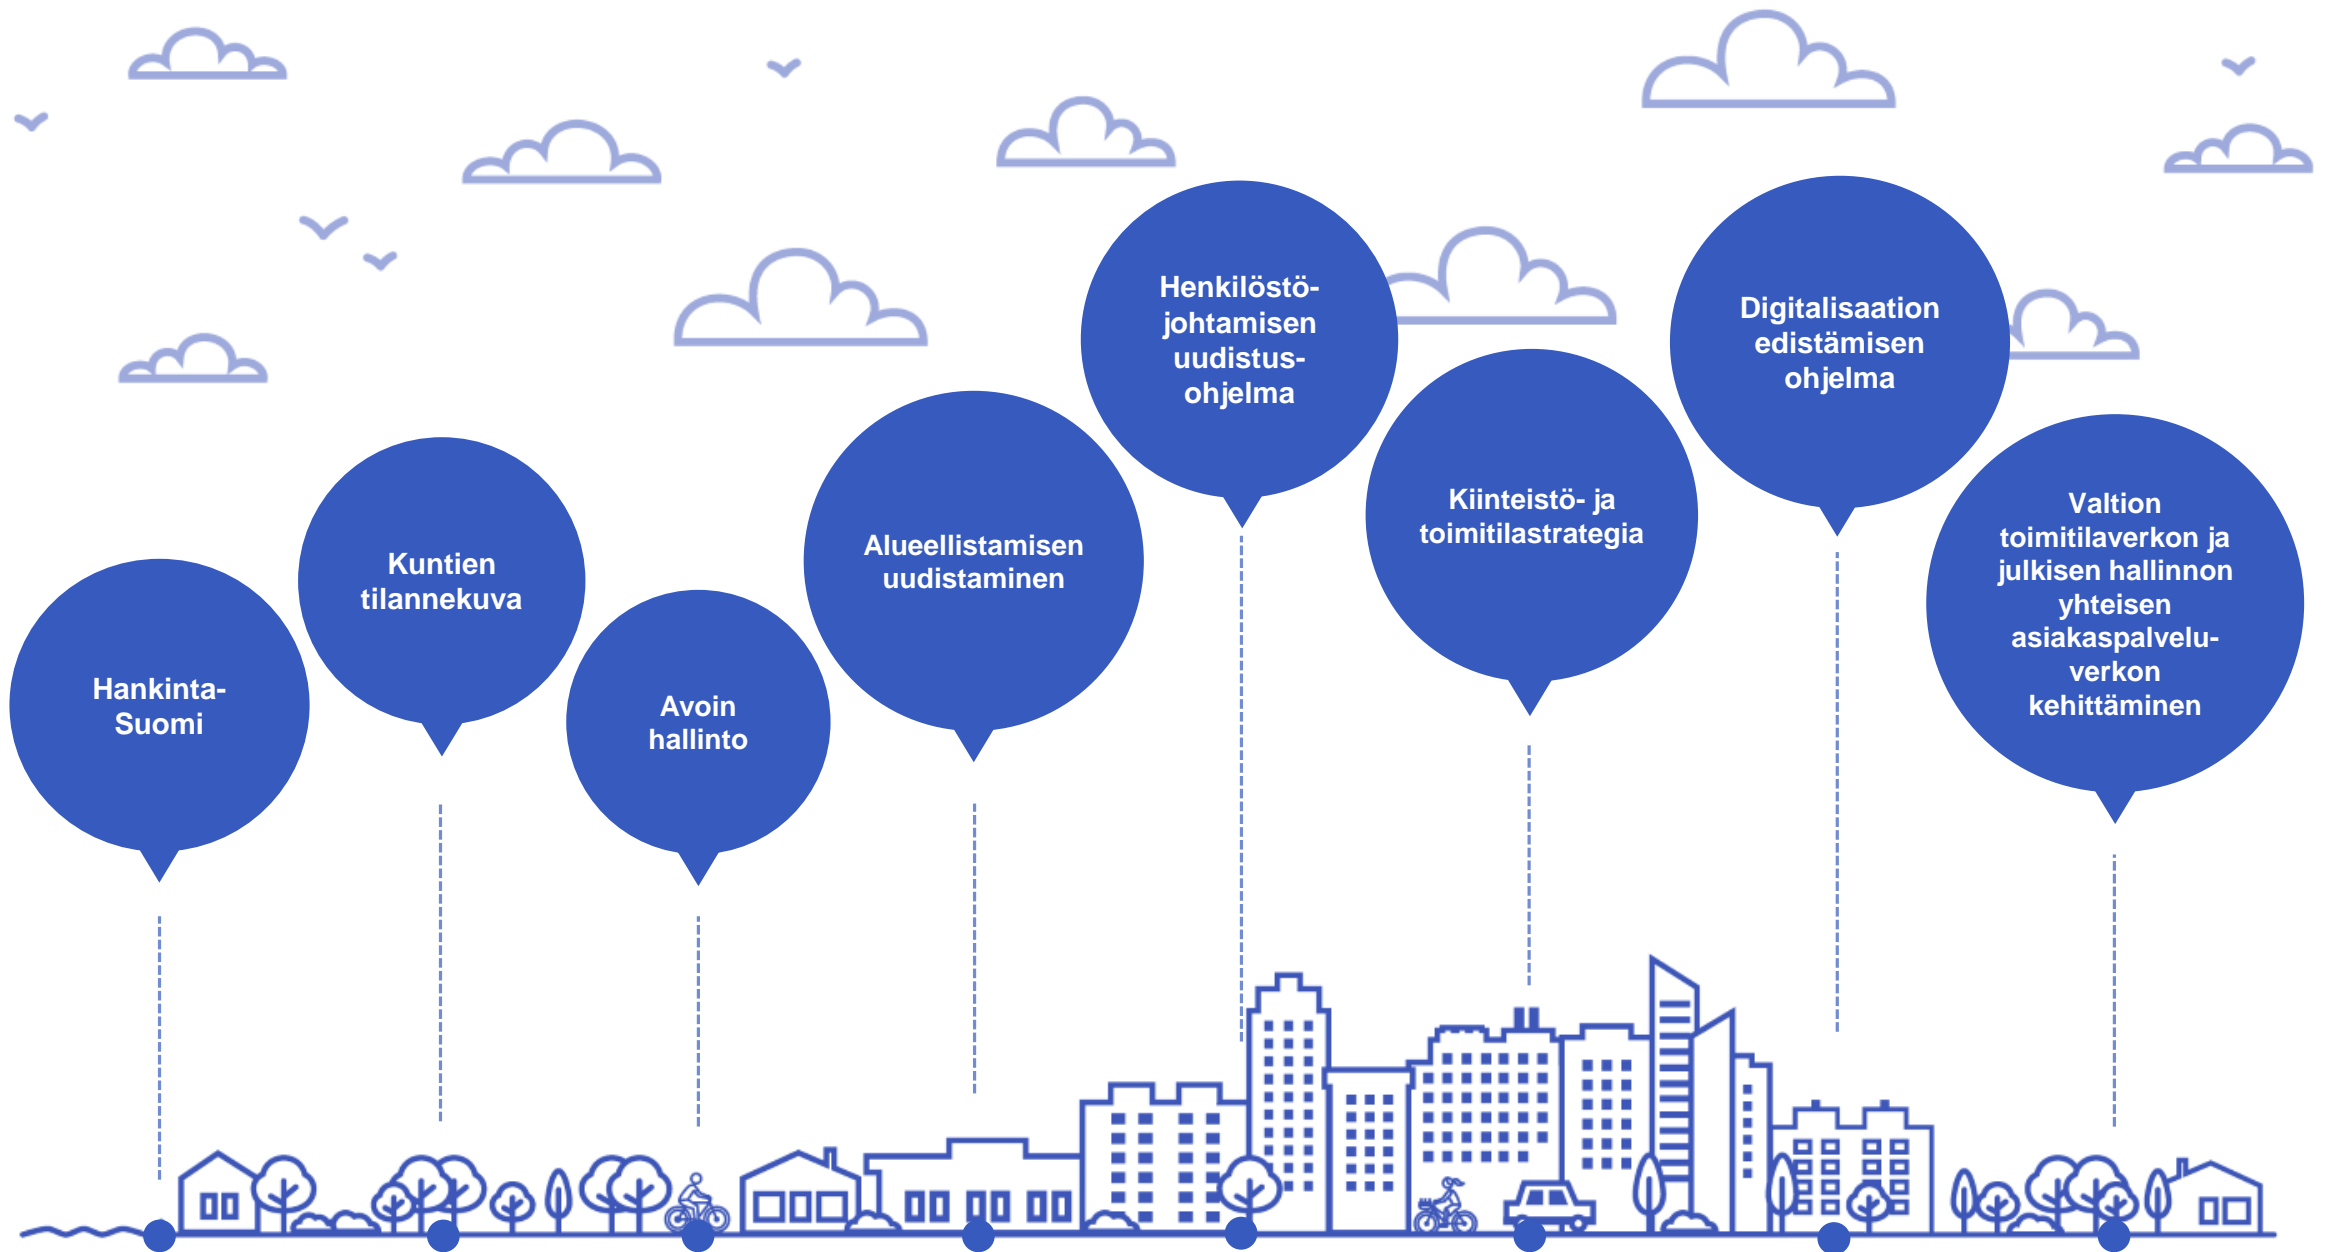 Hankinta-
Suomi
Kuntien
tilannekuva
Avoin
hallinto
Alueellistamisen
uudistaminen
Henkilöstö-
johtamisen
uudistus-
ohjelma
Kiinteistö- ja
toimitilastrategia
Digitalisaation
edistämisen
ohjelma
Valtion
toimitilaverkon ja
julkisen hallinnon
yhteisen
asiakaspalvelu-
verkon
kehittäminen